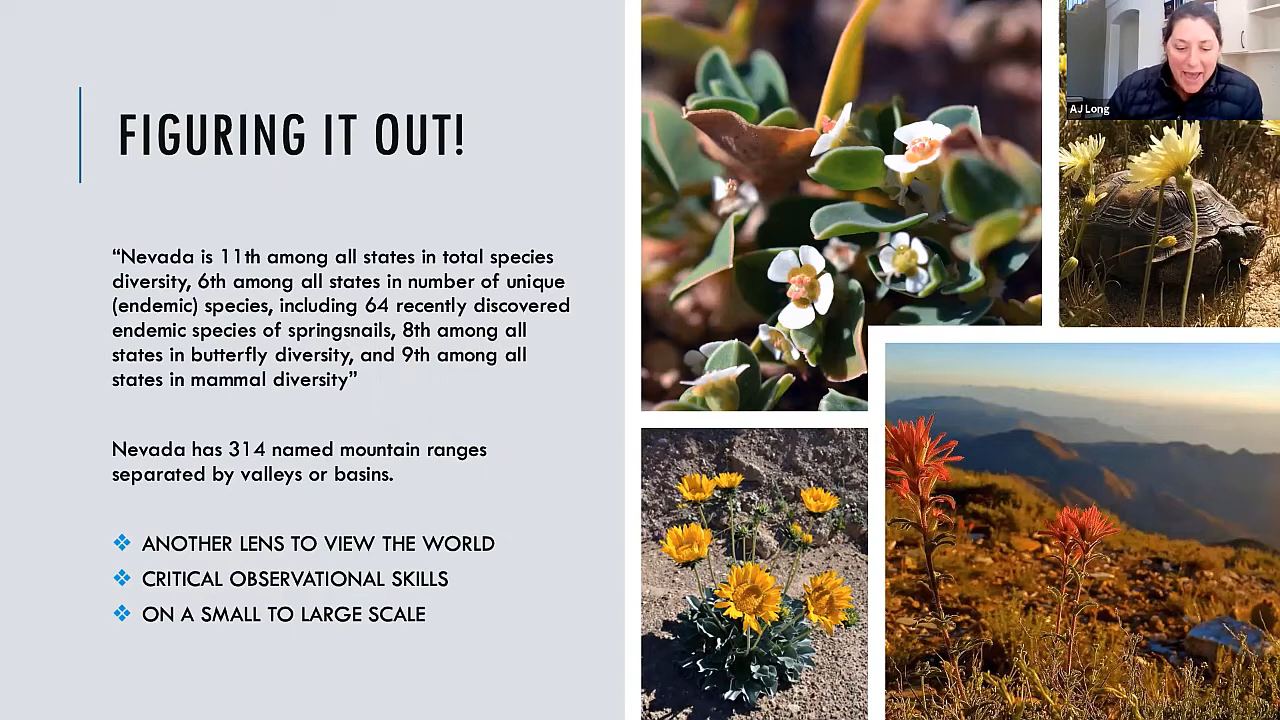 FIGURING IT OUT!
“Nevada is 11th among all states in total species
diversity, 6th among all states in number of unique
(endemic) species, including 64 recently discovered
endemic species of springsnails, 8th among all
states in butterfly diversity, and 9th among all
states in mammal diversity”
Nevada has 314 named mountain ranges
separated by valleys or basins.
❖ ANOTHER LENS TO VIEW THE WORLD
❖ CRITICAL OBSERVATIONAL SKILLS
❖ ON A SMALL TO LARGE SCALE
AJ Long